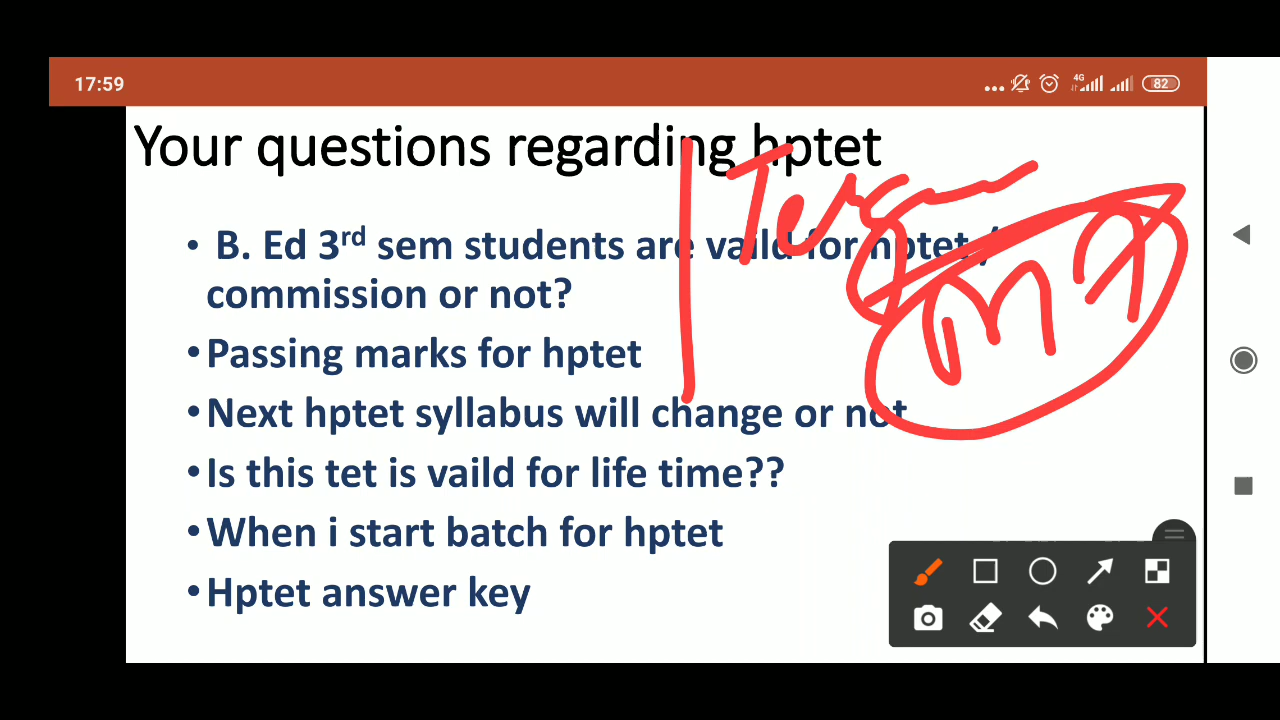 17:59
4G
82
Your questions regarding hptet
• B. Ed 3rd sem students are vaild for hptet /
commission or not?
• Passing marks for hptet
• Next hptet syllabus will change or not
• Is this tet is vaild for life time??
• When i start batch for hptet
• Hptet answer key